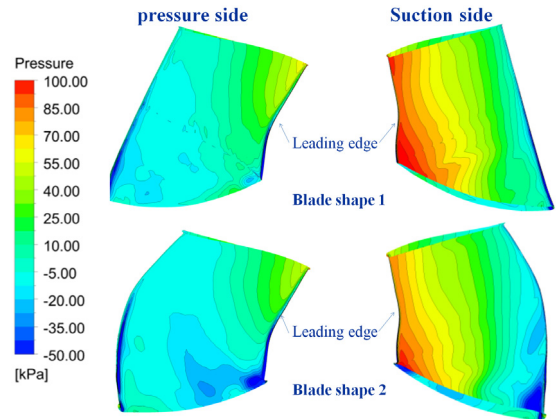 pressure side
Suction side
Pressure
100.00
85.00
70.00
55.00
40.00
25.00
10.00
-5.00
-20.00
-35.00
-50.00
[kPa]
Leading edge
Blade shape 1
Leading edge
Blade shape 2